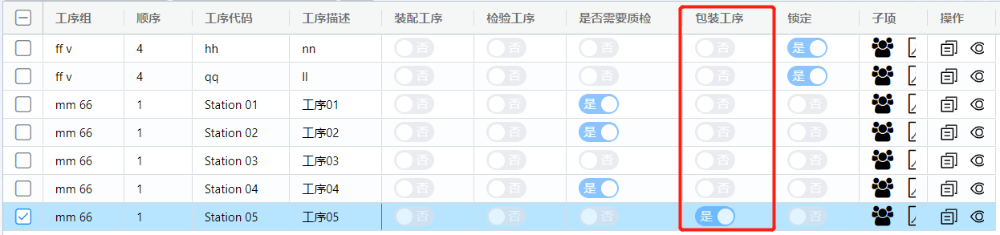 工序组 顺序 工序代码 工序描述 装配工序 检验工序 是否需要质检 包装工序 锁定 子项 操作
ff v 4 hh nn 否 否 否 否 是
ff v 4 qq ll 否 否 否 否 是
mm 66 1 Station 01 工序01 否 否 是 否 否
mm 66 1 Station 02 工序02 否 否 是 否 否
mm 66 1 Station 03 工序03 否 否 否 否 否
mm 66 1 Station 04 工序04 否 否 是 否 否
mm 66 1 Station 05 工序05 否 否 否 是 否